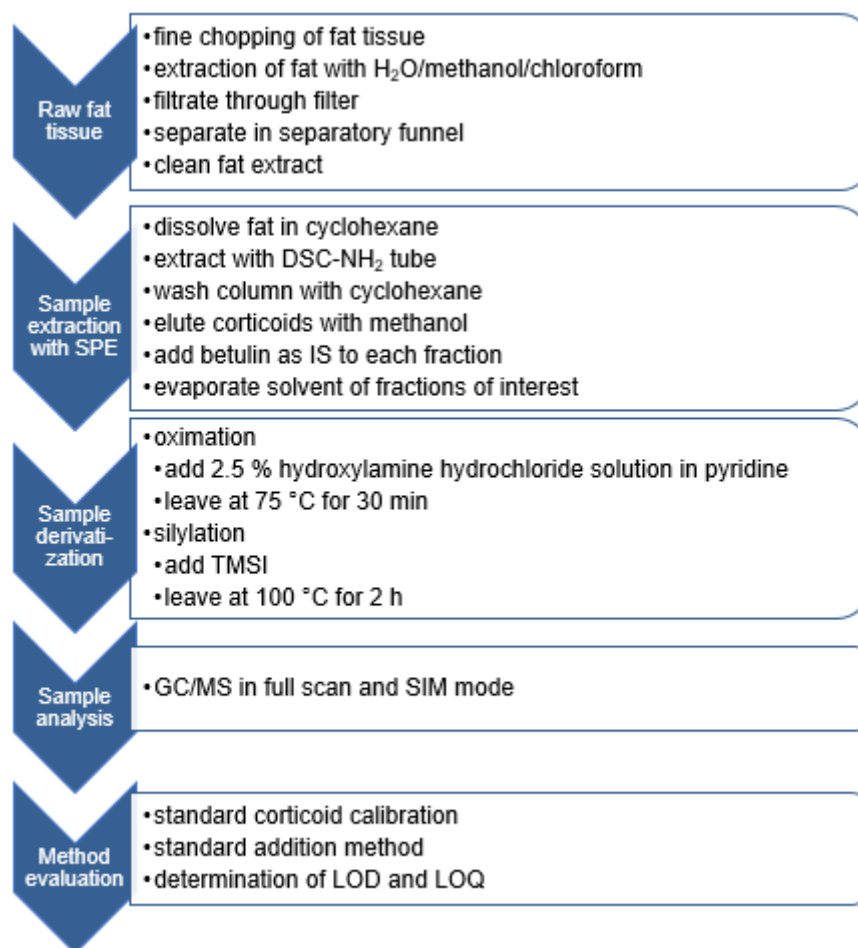 Raw fat
tissue
•fine chopping of fat tissue
•extraction of fat with H₂O/methanol/chloroform
•filtrate through filter
•separate in separatory funnel
•clean fat extract
Sample
extraction
with SPE
•dissolve fat in cyclohexane
•extract with DSC-NH₂ tube
•wash column with cyclohexane
•elute corticoids with methanol
•add betulin as IS to each fraction
•evaporate solvent of fractions of interest
Sample
derivati-
zation
•oximation
•add 2.5 % hydroxylamine hydrochloride solution in pyridine
•leave at 75 °C for 30 min
•silylation
•add TMSI
•leave at 100 °C for 2 h
Sample
analysis
•GC/MS in full scan and SIM mode
Method
evaluation
•standard corticoid calibration
•standard addition method
•determination of LOD and LOQ